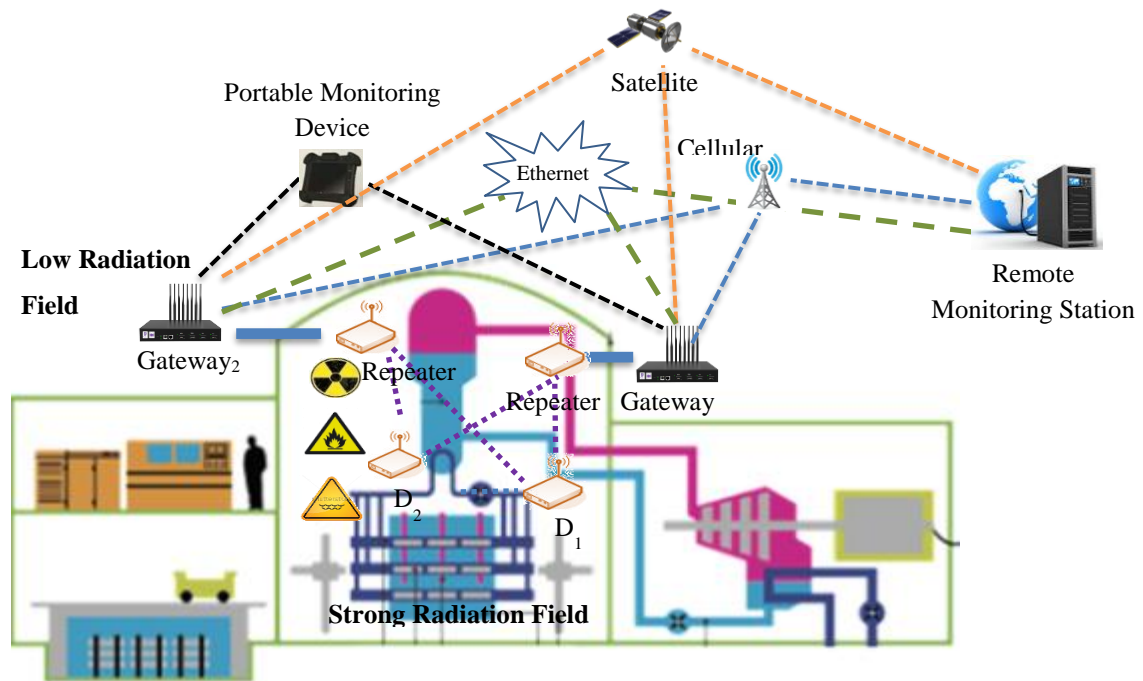 Satellite
Portable Monitoring
Device
Cellular
Ethernet
Low Radiation
Field
Remote
Monitoring Station
Gateway2
Repeater
Repeater
Gateway
D2
D1
Strong Radiation Field